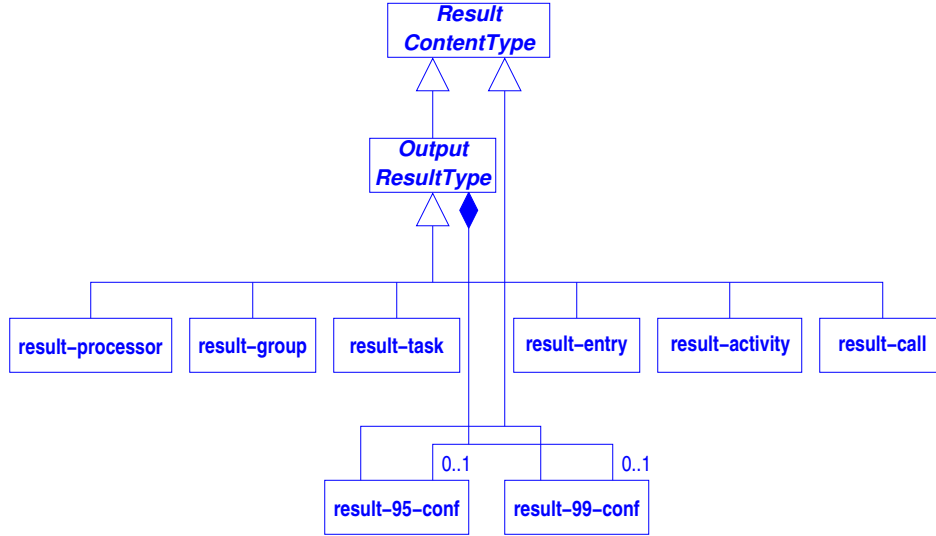 Result
ContentType
Output
ResultType
result−processor
result−group
result−task
result−entry
result−activity
result−call
0..1
0..1
result−95−conf
result−99−conf